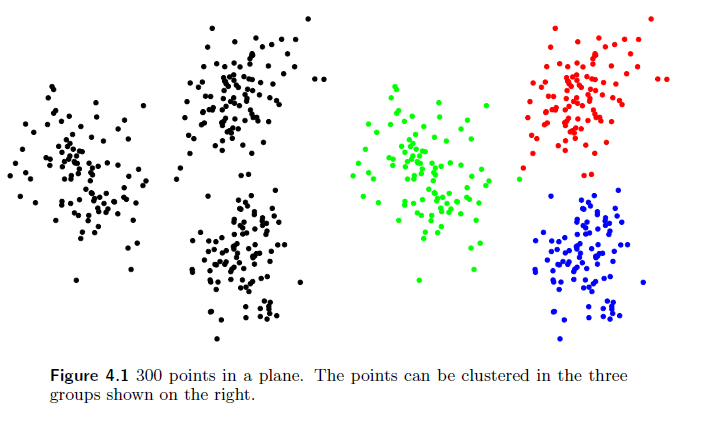 Figure 4.1 300 points in a plane. The points can be clustered in the three
groups shown on the right.